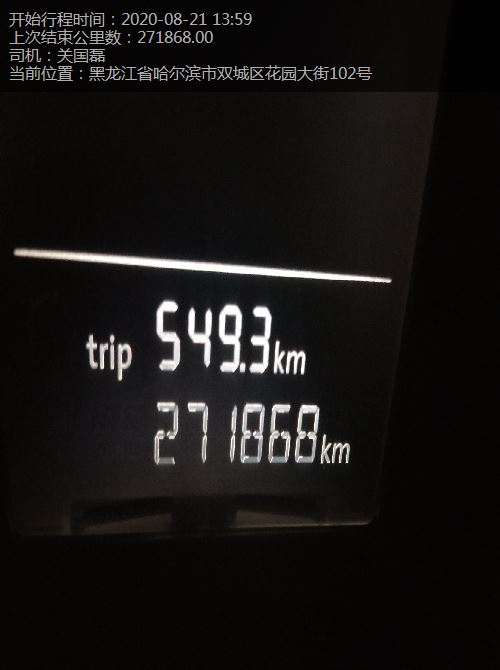 开始行程时间：2020-08-21 13:59
上次结束公里数：271868.00
司机：关国磊
当前位置：黑龙江省哈尔滨市双城区花园大街102号
trip 549.3km
271868km